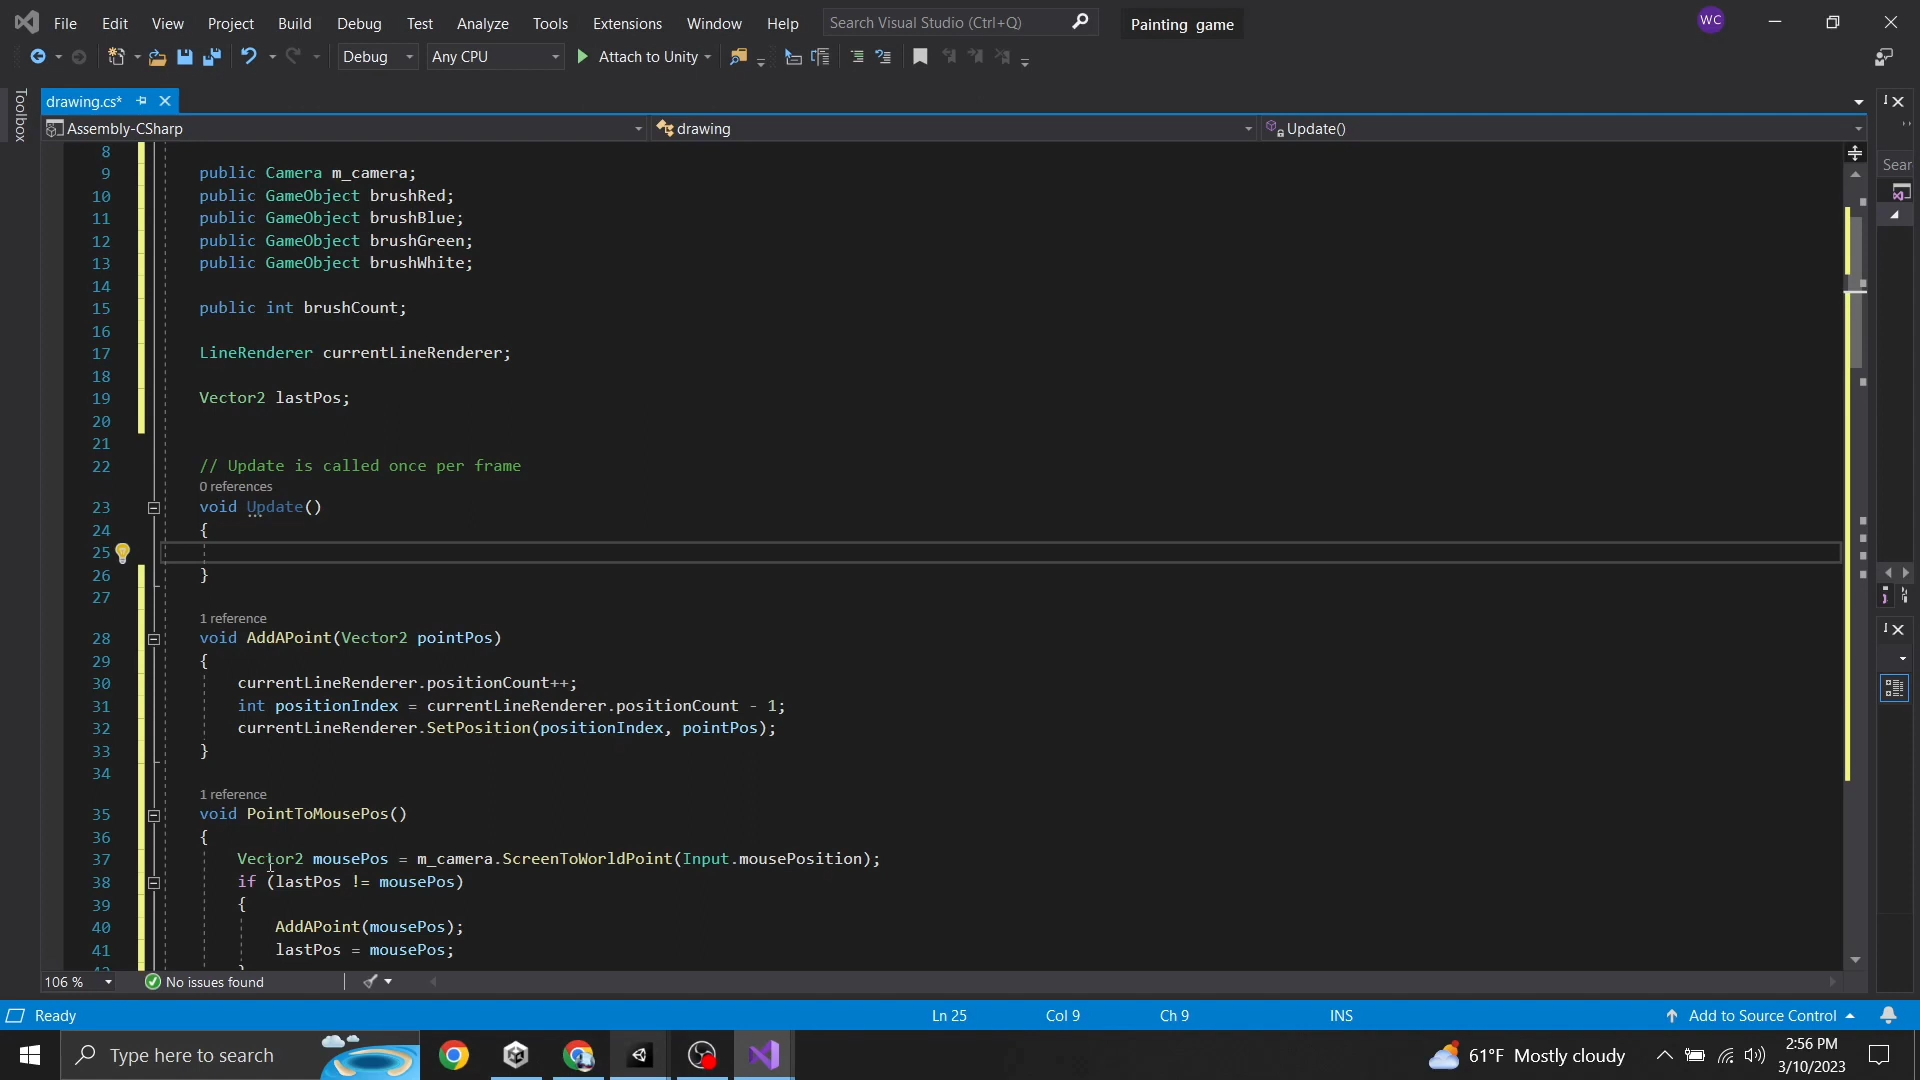 File Edit View Project Build Debug Test Analyze Tools Extensions Window Help Search Visual Studio (Ctrl+Q) Painting game WC
Debug Any CPU Attach to Unity
Toolbox
drawing.cs*
Assembly-CSharp drawing Update()
8
9 public Camera m_camera;
10 public GameObject brushRed;
11 public GameObject brushBlue;
12 public GameObject brushGreen;
13 public GameObject brushWhite;
14
15 public int brushCount;
16
17 LineRenderer currentLineRenderer;
18
19 Vector2 lastPos;
20
21
22 // Update is called once per frame
0 references
23 void Update()
24 {
25
26 }
27
1 reference
28 void AddAPoint(Vector2 pointPos)
29 {
30 currentLineRenderer.positionCount++;
31 int positionIndex = currentLineRenderer.positionCount - 1;
32 currentLineRenderer.SetPosition(positionIndex, pointPos);
33 }
34
1 reference
35 void PointToMousePos()
36 {
37 Vector2 mousePos = m_camera.ScreenToWorldPoint(Input.mousePosition);
38 if (lastPos != mousePos)
39 {
40 AddAPoint(mousePos);
41 lastPos = mousePos;
Sear
106 % No issues found
Ready Ln 25 Col 9 Ch 9 INS Add to Source Control
Type here to search 61°F Mostly cloudy 2:56 PM
3/10/2023